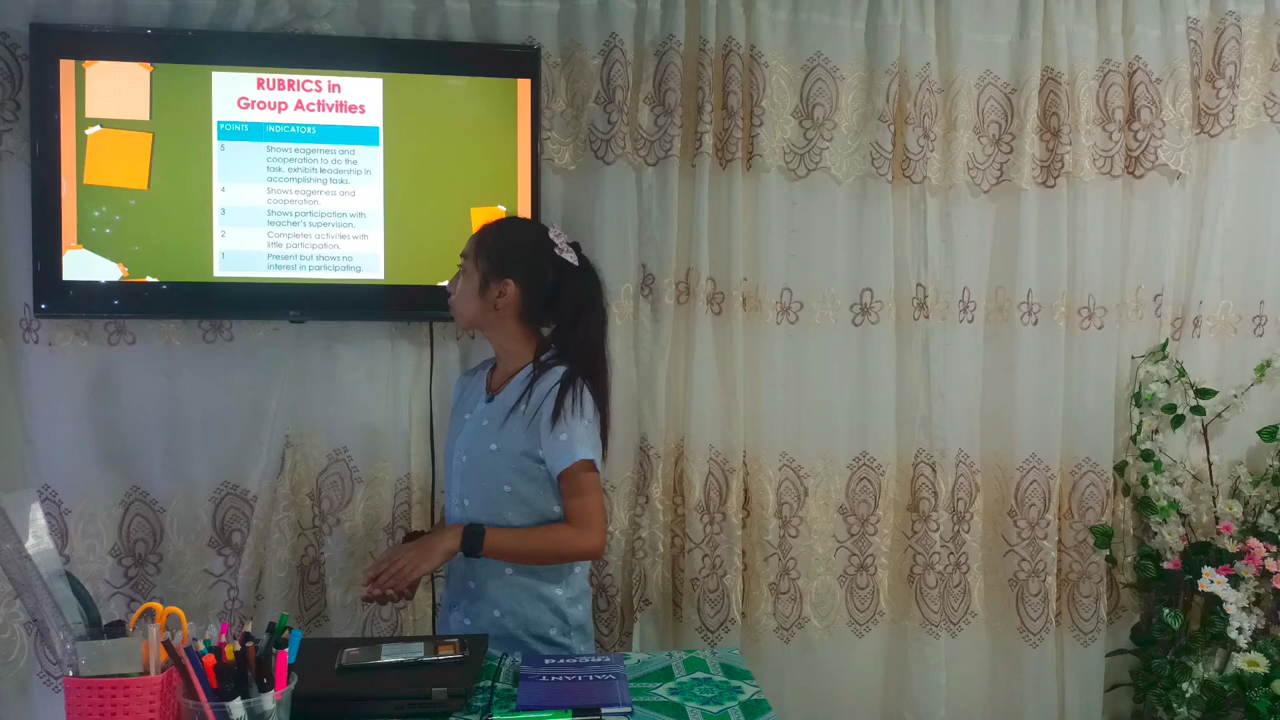 RUBRICS in
Group Activities
POINTS INDICATORS
5 Shows eagerness and
cooperation to do the
task, exhibits leadership in
accomplishing tasks.
4 Shows eagerness and
cooperation.
3 Shows participation with
teacher's supervision.
2 Completes activities with
little participation.
1 Present but shows no
interest in participating.
record
VALIANT